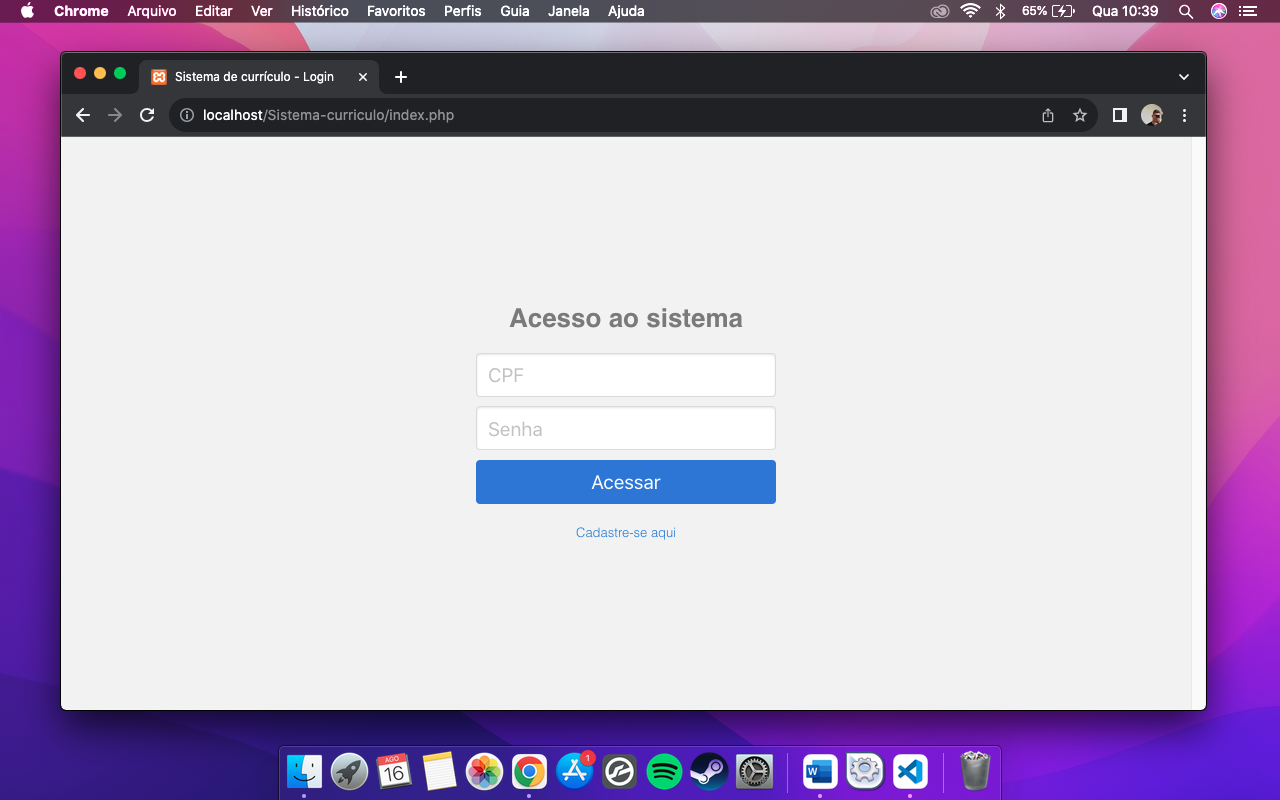 Chrome Arquivo Editar Ver Histórico Favoritos Perfis Guia Janela Ajuda 65% Qua 10:39
Sistema de currículo - Login
localhost/Sistema-curriculo/index.php
Acesso ao sistema
CPF
Senha
Acessar
Cadastre-se aqui
AGO
16
1
W